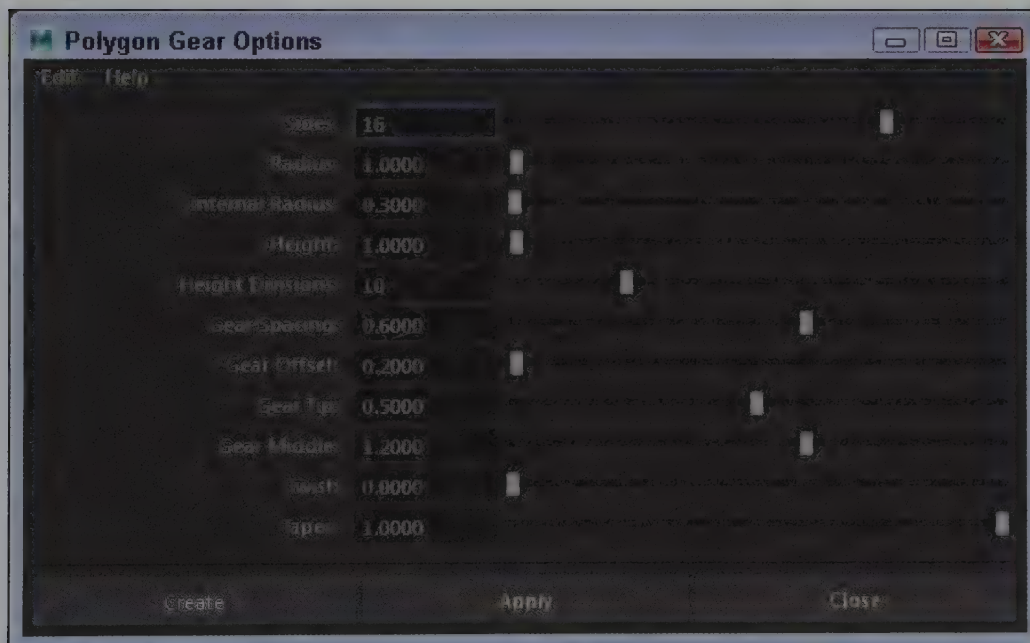 Polygon Gear Options
Edit Help
Sides: 16
Radius: 1.0000
Internal Radius: 0.3000
Height: 1.0000
Height Divisions: 10
Gear Spacing: 0.6000
Gear Offset: 0.2000
Gear Tip: 0.5000
Gear Middle: 1.2000
Twist: 0.0000
Taper: 1.0000
Create Apply Close